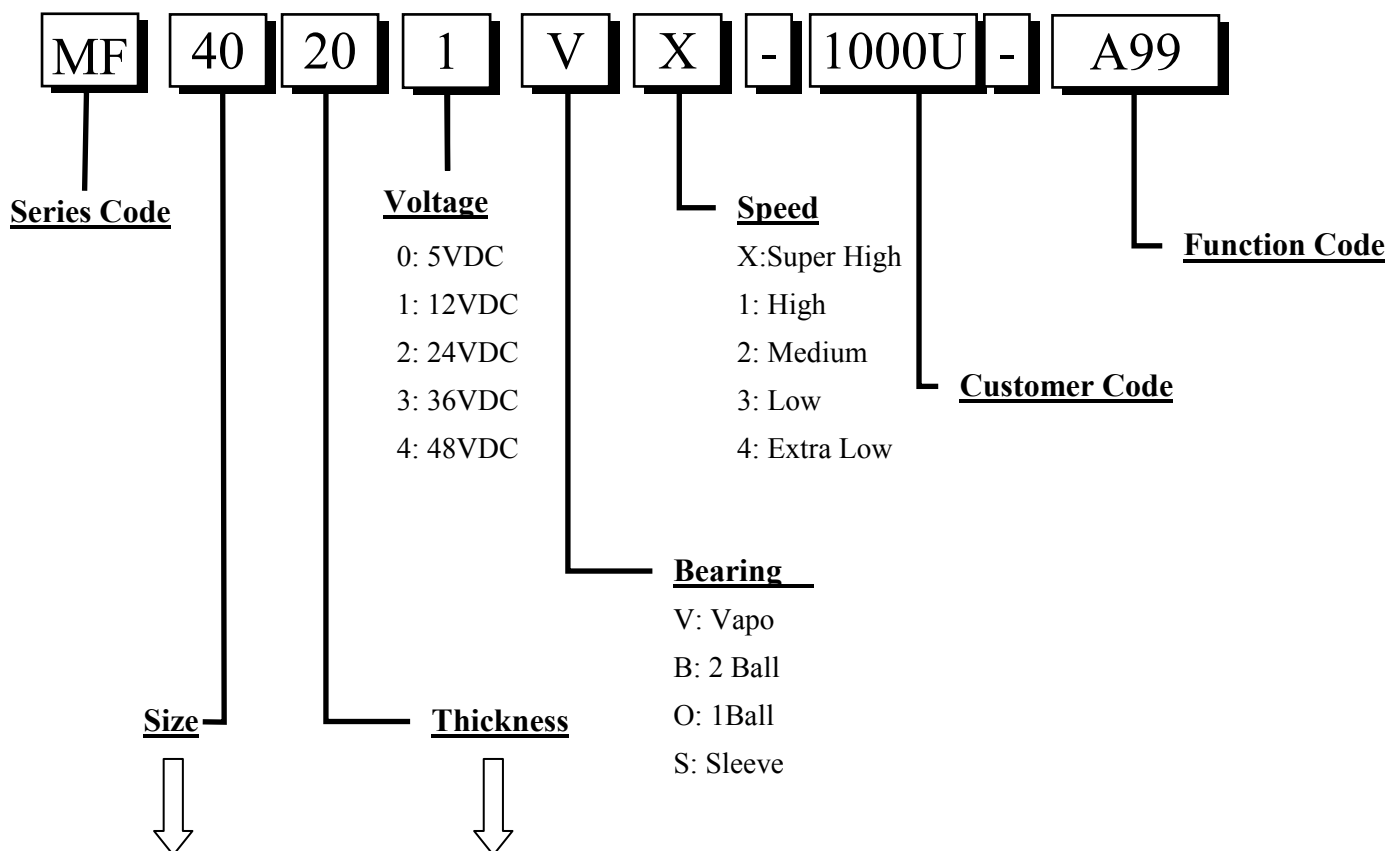 MF 40 20 1 V X - 1000U - A99
Series Code
Voltage
0: 5VDC
1: 12VDC
2: 24VDC
3: 36VDC
4: 48VDC
Speed
X:Super High
1: High
2: Medium
3: Low
4: Extra Low
Function Code
Customer Code
Bearing
V: Vapo
B: 2 Ball
O: 1Ball
S: Sleeve
Size
Thickness